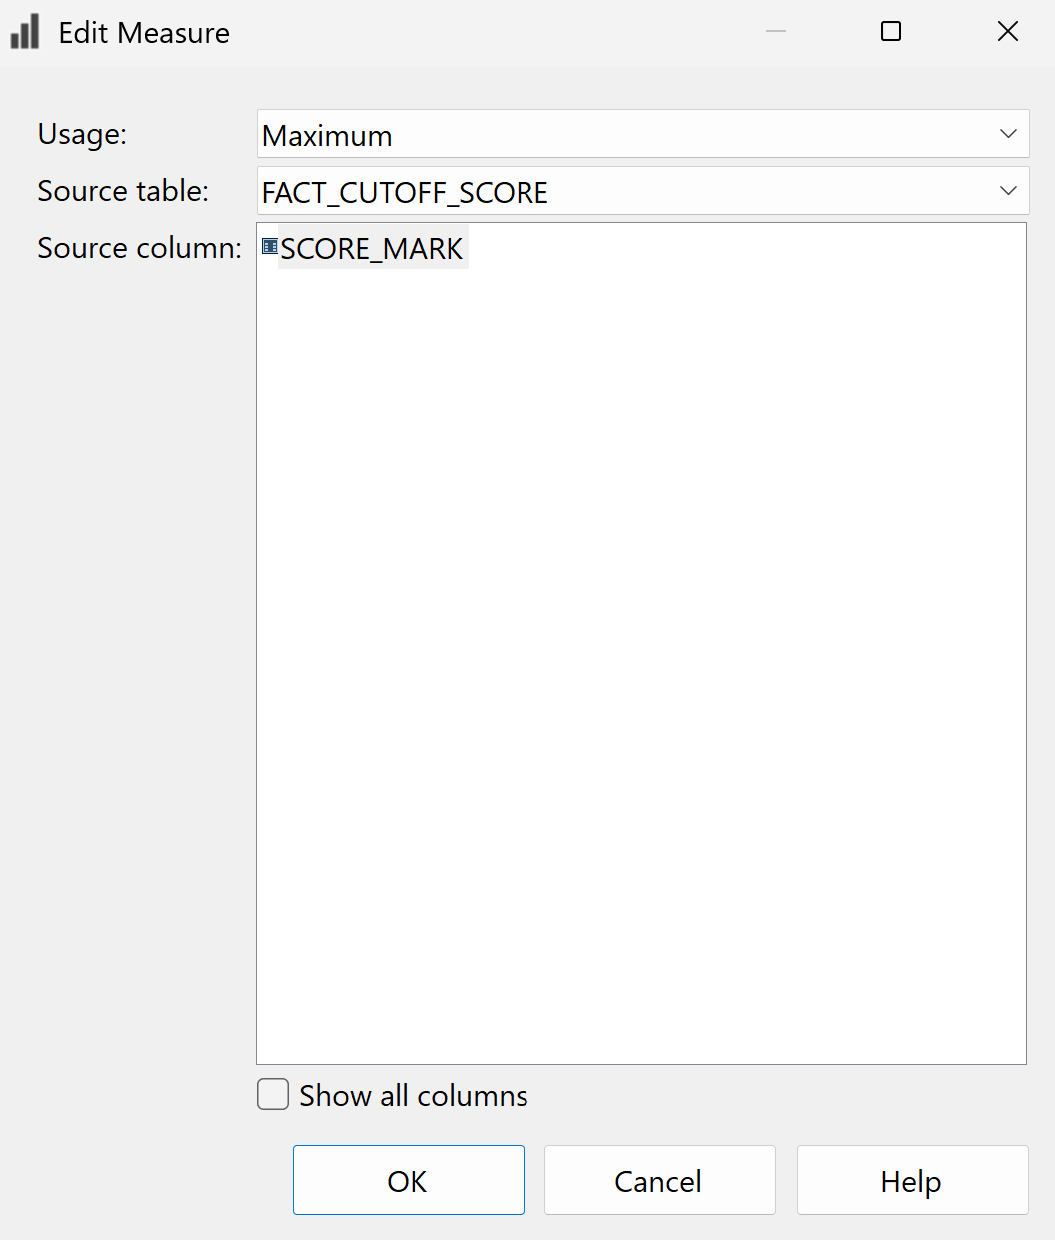 Edit Measure
Usage: Maximum
Source table: FACT_CUTOFF_SCORE
Source column: SCORE_MARK
Show all columns
OK Cancel Help